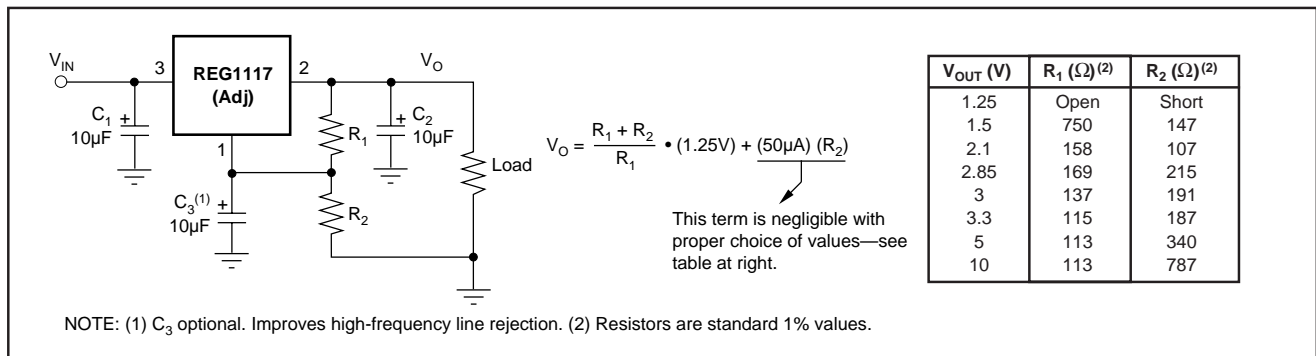 V_IN
3
REG1117
(Adj)
2
V_O
C_1 +
10µF
1
R_1
C_2
+
10µF
Load
C_3^(1) +
10µF
R_2
V_O = (R_1 + R_2) / R_1 • (1.25V) + (50µA) (R_2)
This term is negligible with
proper choice of values—see
table at right.
V_OUT (V) R_1 (Ω)^(2) R_2 (Ω)^(2)
1.25 Open Short
1.5 750 147
2.1 158 107
2.85 169 215
3 137 191
3.3 115 187
5 113 340
10 113 787
NOTE: (1) C_3 optional. Improves high-frequency line rejection. (2) Resistors are standard 1% values.